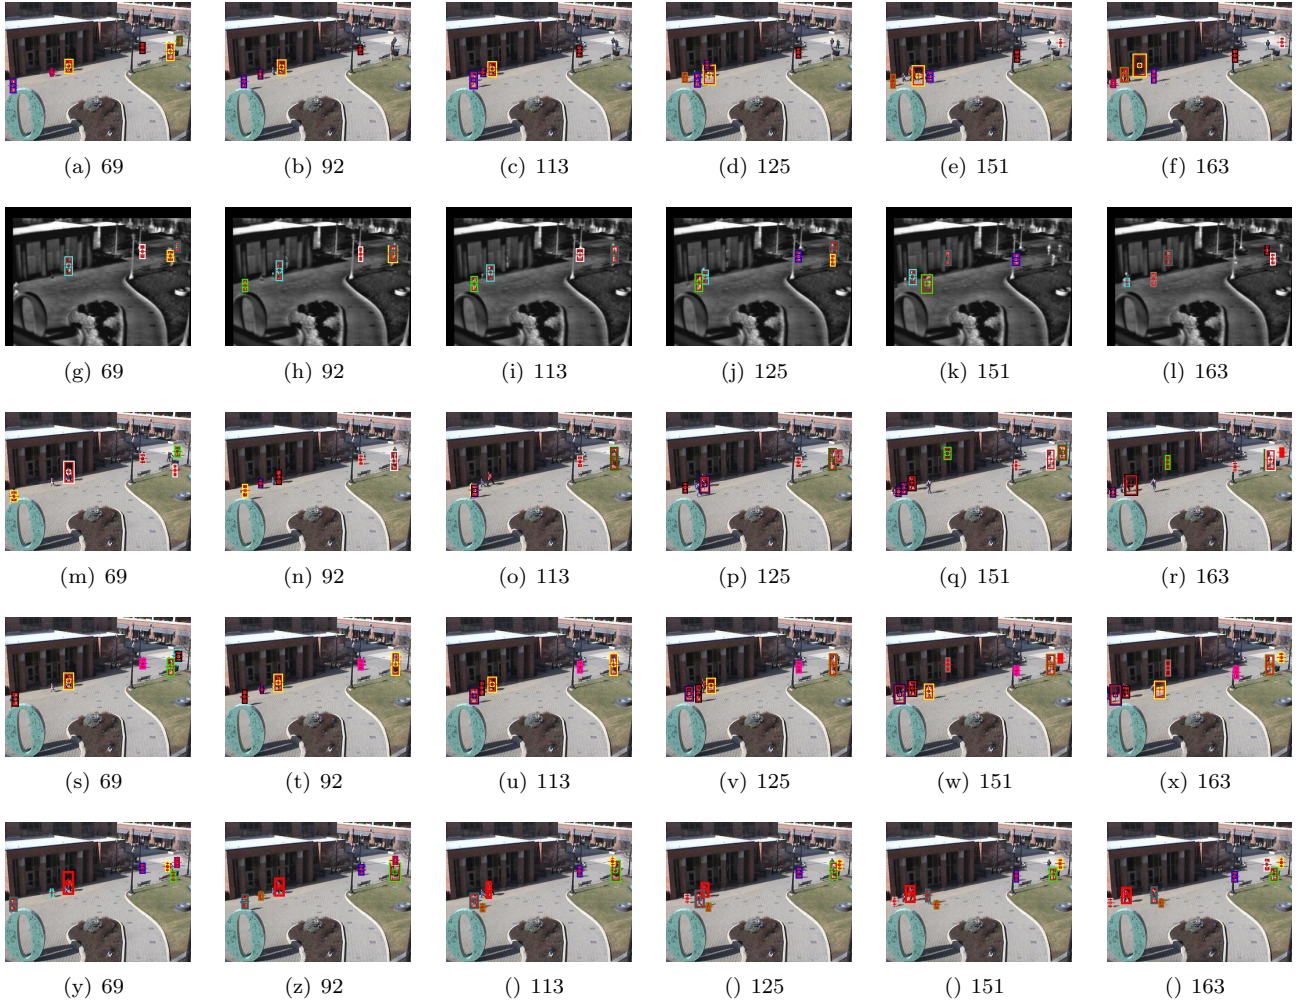 (a) 69 (b) 92 (c) 113 (d) 125 (e) 151 (f) 163
(g) 69 (h) 92 (i) 113 (j) 125 (k) 151 (l) 163
(m) 69 (n) 92 (o) 113 (p) 125 (q) 151 (r) 163
(s) 69 (t) 92 (u) 113 (v) 125 (w) 151 (x) 163
(y) 69 (z) 92 () 113 () 125 () 151 () 163